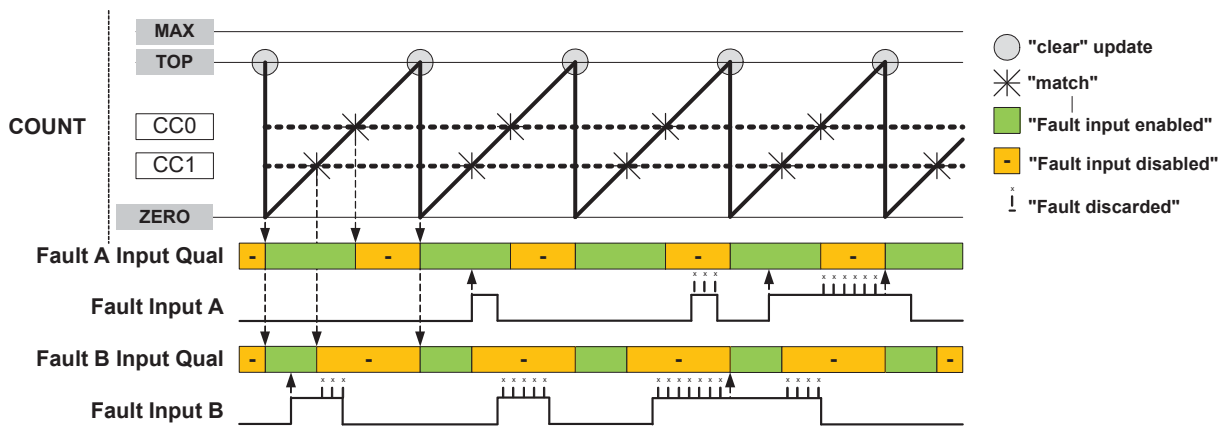 MAX
TOP
COUNT
CC0
CC1
ZERO
"clear" update
"match"
"Fault input enabled"
- "Fault input disabled"
x "Fault discarded"
Fault A Input Qual - - - - -
x x x x x x x x x
Fault Input A
Fault B Input Qual - - - - - -
x x x x x x x x x x x x x x x x x x x
Fault Input B